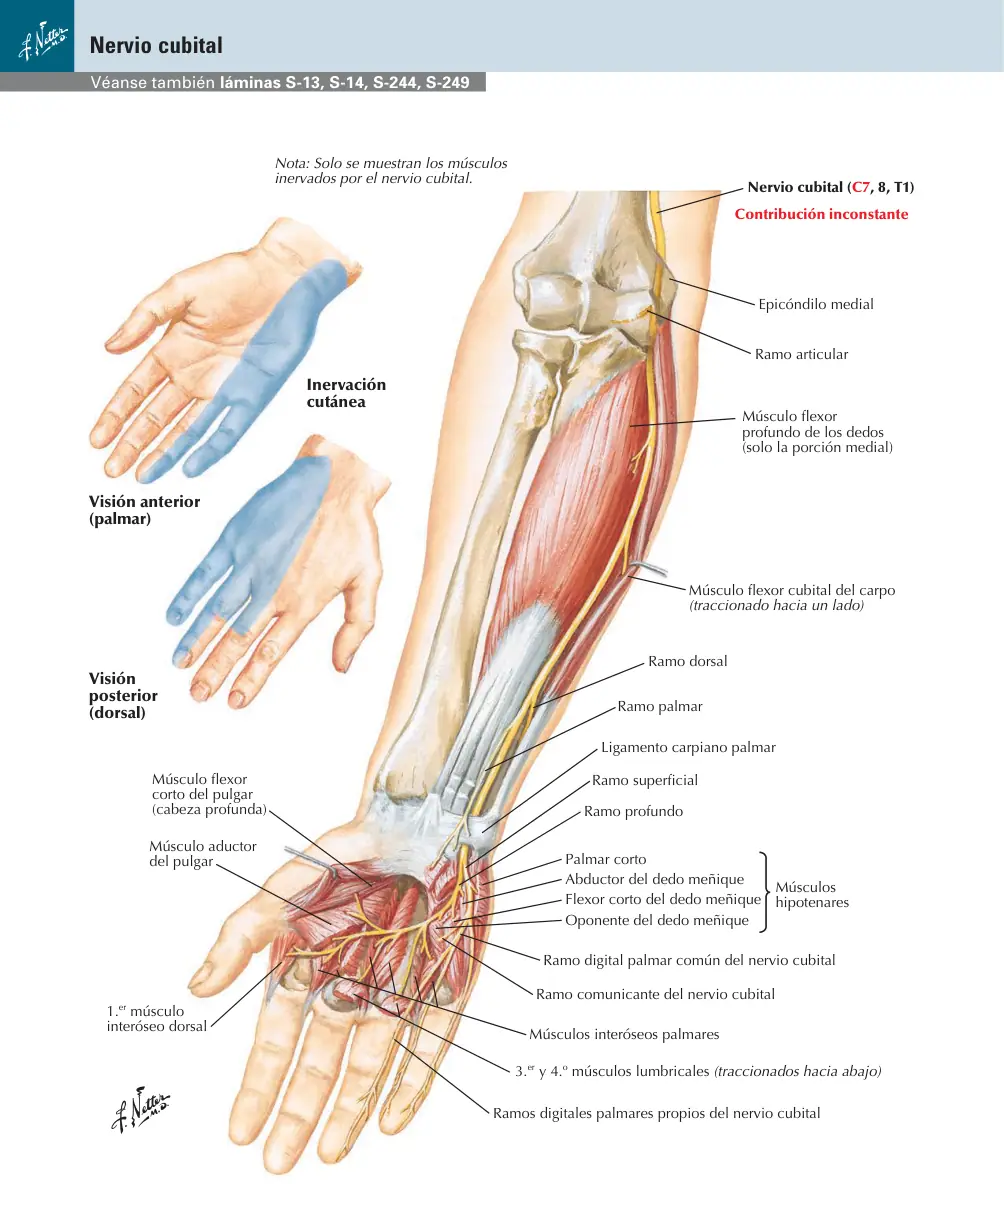 F. Netter M.D.
Nervio cubital
Véanse también láminas S-13, S-14, S-244, S-249
Nota: Solo se muestran los músculos
inervados por el nervio cubital.
Nervio cubital (C7, 8, T1)
Contribución inconstante
Epicóndilo medial
Ramo articular
Inervación
cutánea
Músculo flexor
profundo de los dedos
(solo la porción medial)
Visión anterior
(palmar)
Músculo flexor cubital del carpo
(traccionado hacia un lado)
Ramo dorsal
Visión
posterior
(dorsal)
Ramo palmar
Ligamento carpiano palmar
Músculo flexor
corto del pulgar
(cabeza profunda)
Ramo superficial
Ramo profundo
Músculo aductor
del pulgar
Palmar corto
Abductor del dedo meñique
Flexor corto del dedo meñique
Oponente del dedo meñique
Músculos
hipotenares
Ramo digital palmar común del nervio cubital
Ramo comunicante del nervio cubital
1.er músculo
interóseo dorsal
Músculos interóseos palmares
3.er y 4.º músculos lumbricales (traccionados hacia abajo)
Ramos digitales palmares propios del nervio cubital
F. Netter M.D.